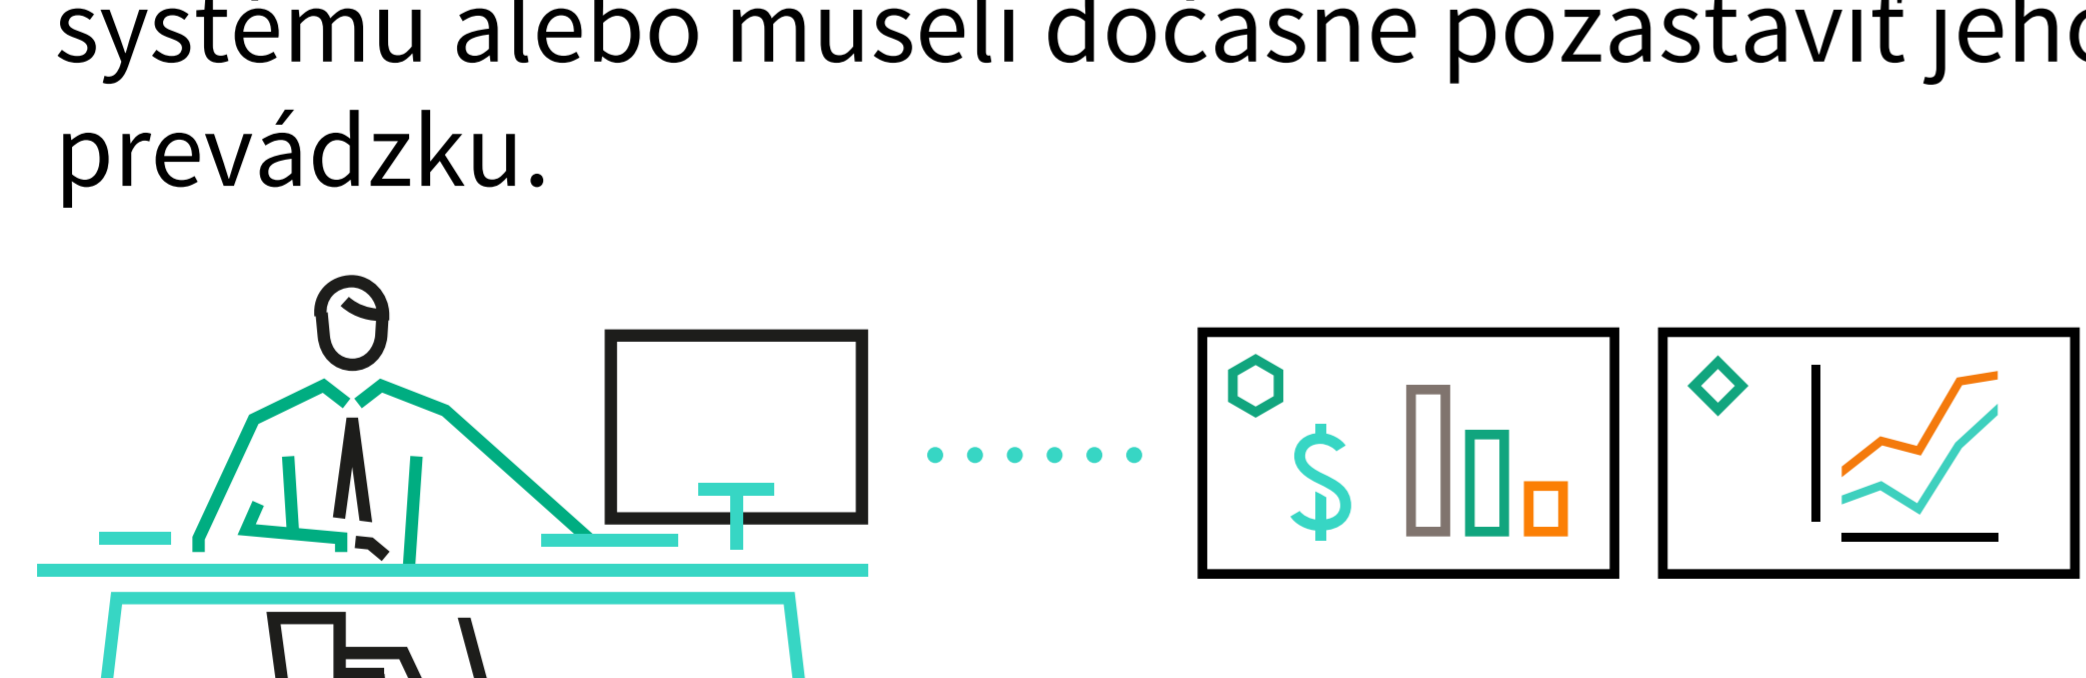 systému alebo museli dočasne pozastaviť jeho
prevádzku.
$